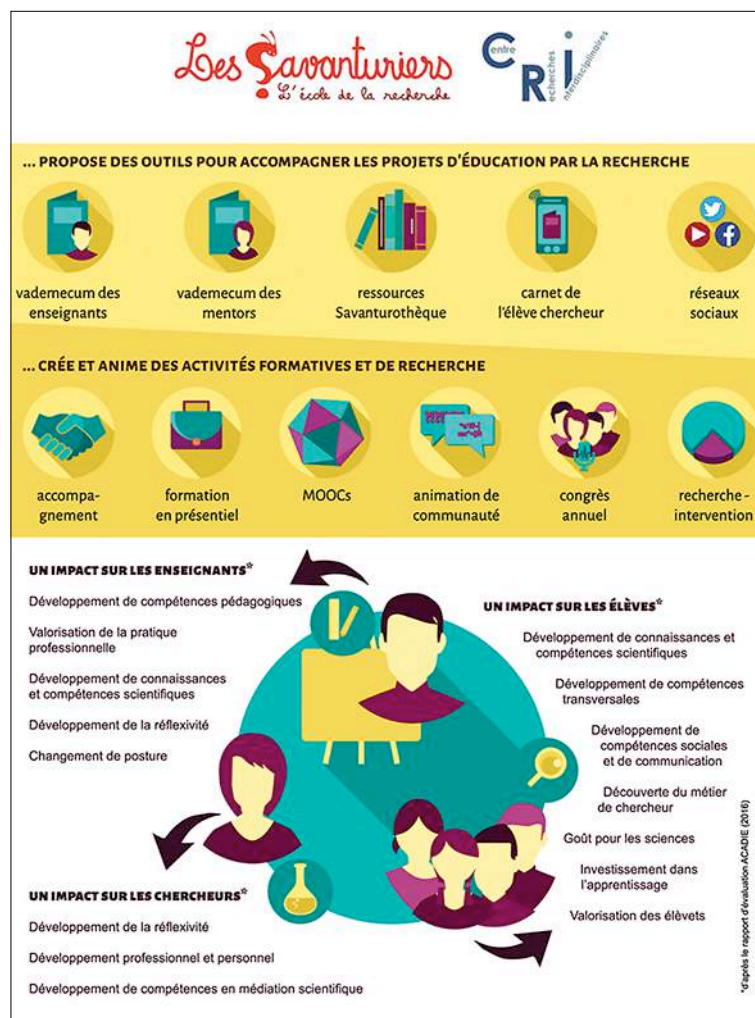 Les Savanturiers
L'école de la recherche
Centre
Recherches
Interdisciplinaires
... PROPOSE DES OUTILS POUR ACCOMPAGNER LES PROJETS D'ÉDUCATION PAR LA RECHERCHE
vademecum des
enseignants
vademecum des
mentors
ressources
Savanturothèque
carnet de
l'élève chercheur
réseaux
sociaux
... CRÉE ET ANIME DES ACTIVITÉS FORMATIVES ET DE RECHERCHE
accompa-
gnement
formation
en présentiel
MOOCs
animation de
communauté
congrès
annuel
recherche -
intervention
UN IMPACT SUR LES ENSEIGNANTS*
Développement de compétences pédagogiques
Valorisation de la pratique
professionnelle
Développement de connaissances
et compétences scientifiques
Développement de la réflexivité
Changement de posture
UN IMPACT SUR LES ÉLÈVES*
Développement de connaissances et
compétences scientifiques
Développement de compétences
transversales
Développement de
compétences sociales
et de communication
Découverte du métier
de chercheur
Goût pour les sciences
Investissement dans
l'apprentissage
Valorisation des élèvets
UN IMPACT SUR LES CHERCHEURS*
Développement de la réflexivité
Développement professionnel et personnel
Développement de compétences en médiation scientifique
*d'après le rapport d'évaluation ACADIE (2016)